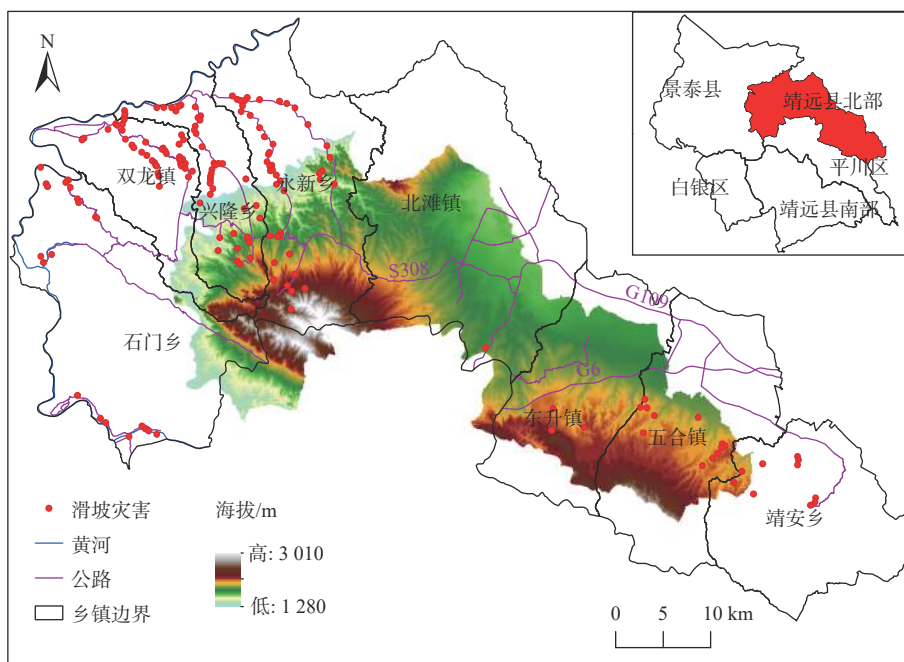 N
景泰县
靖远县北部
平川区
白银区
靖远县南部
双龙镇
永新乡
兴隆乡
北滩镇
S308
G109
石门乡
G6
东升镇
五合镇
靖安乡
滑坡灾害
黄河
公路
乡镇边界
海拔/m
高: 3 010
低: 1 280
0 5 10 km